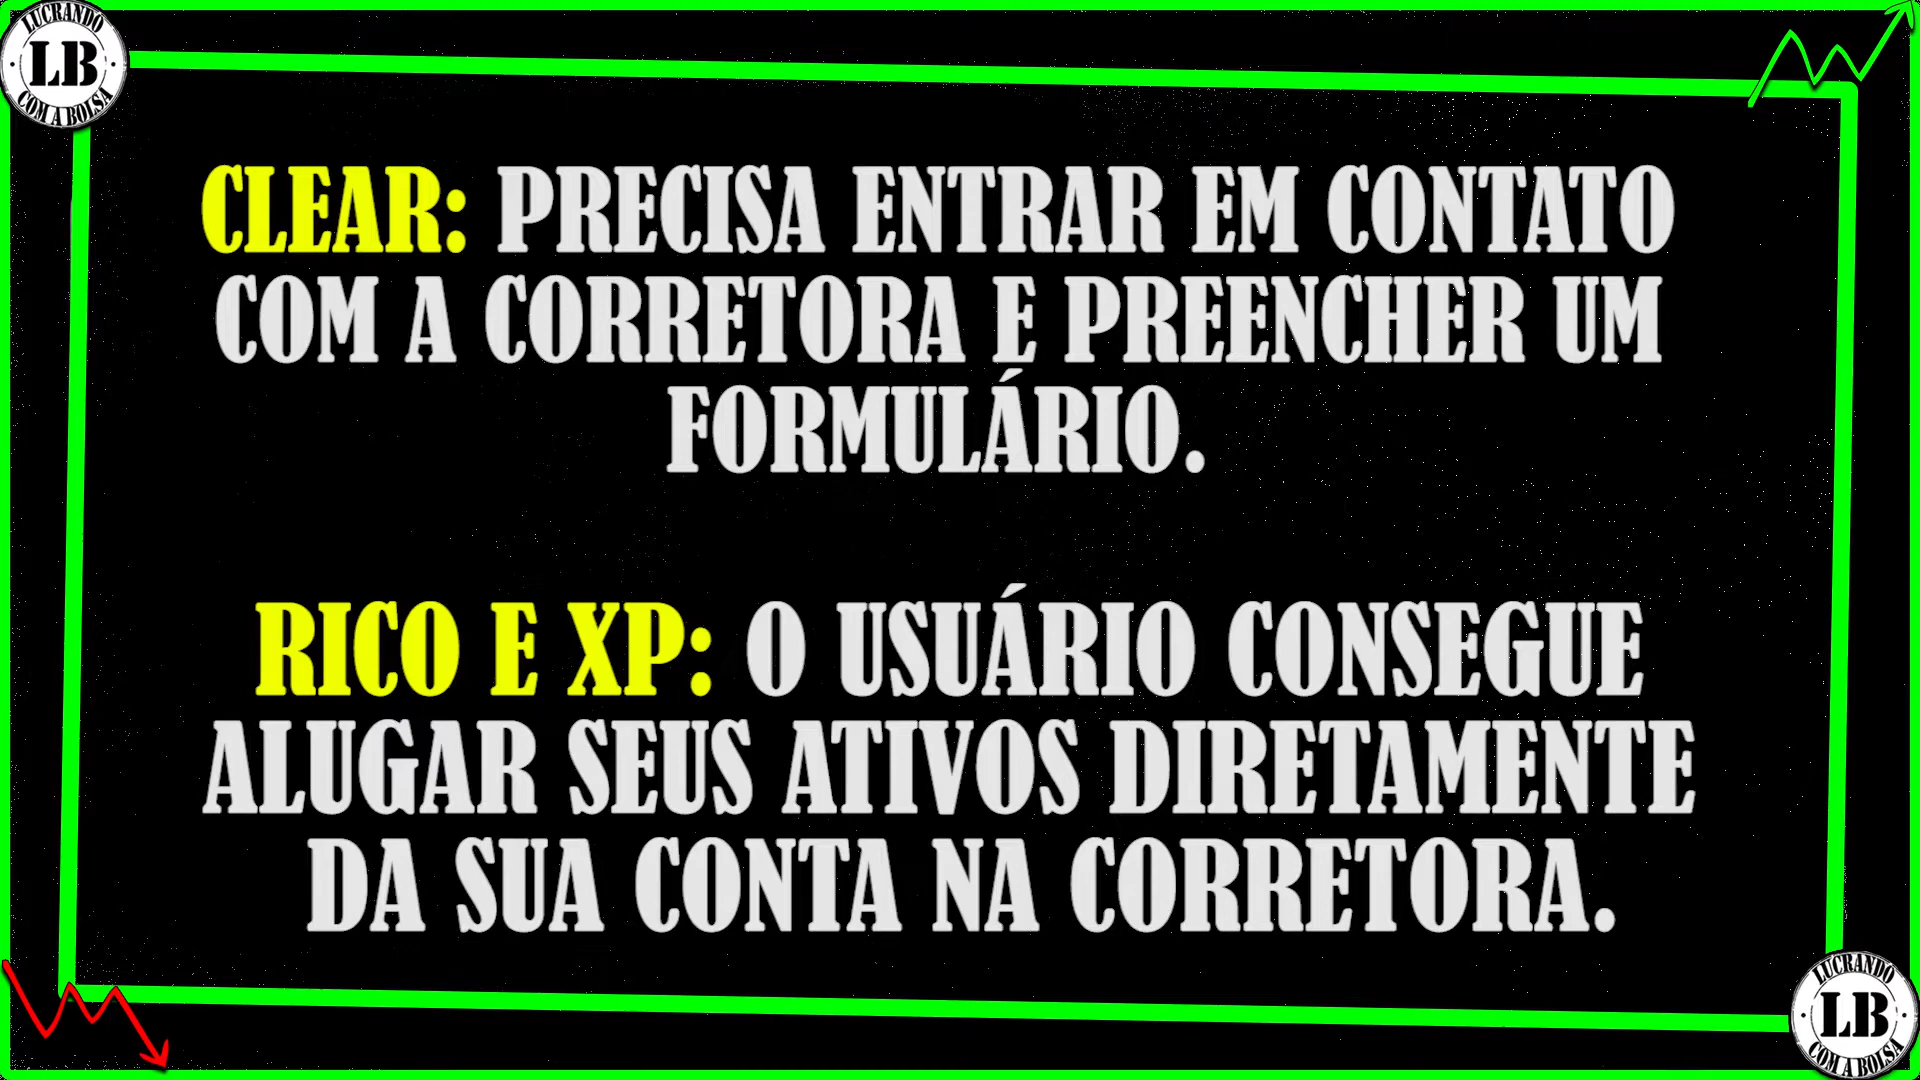 LUCRANDO
LB
COM A BOLSA
CLEAR: PRECISA ENTRAR EM CONTATO
COM A CORRETORA E PREENCHER UM
FORMULÁRIO.
RICO E XP: O USUÁRIO CONSEGUE
ALUGAR SEUS ATIVOS DIRETAMENTE
DA SUA CONTA NA CORRETORA.
LUCRANDO
LB
COM A BOLSA